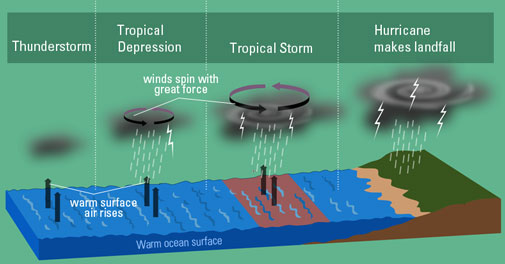 Thunderstorm
Tropical
Depression
Tropical Storm
Hurricane
makes landfall
winds spin with
great force
warm surface
air rises
Warm ocean surface